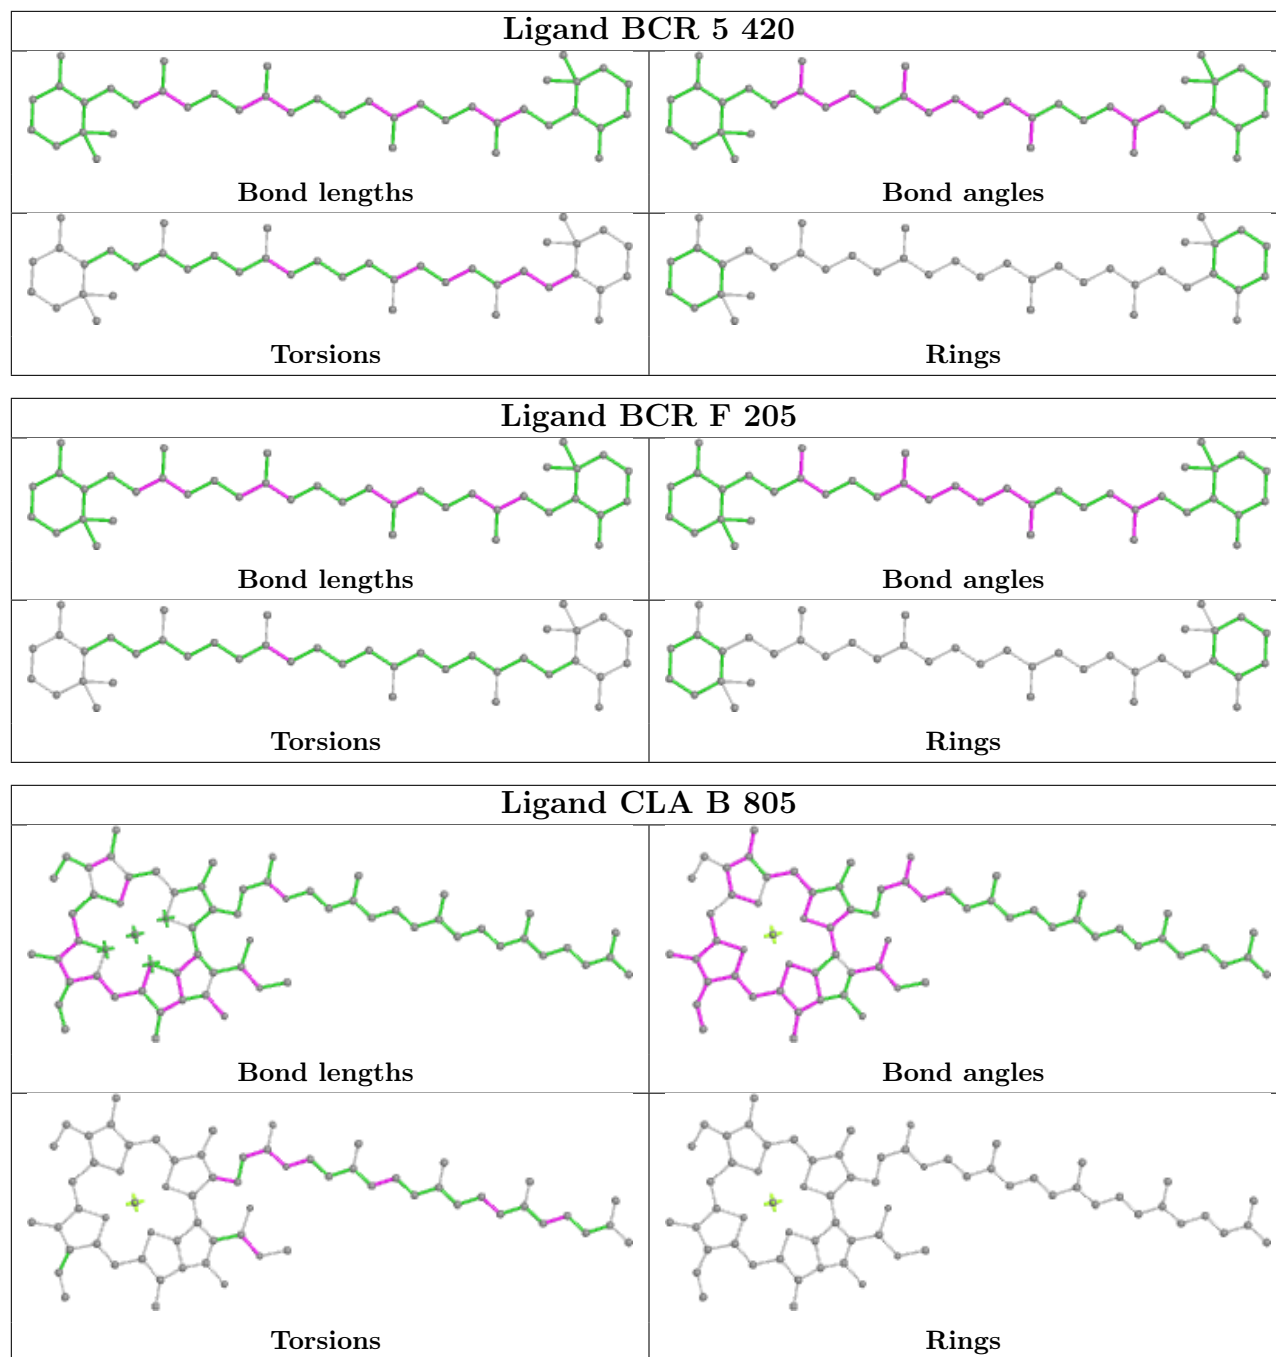 Ligand BCR 5 420
Bond lengths
Bond angles
Torsions
Rings
Ligand BCR F 205
Bond lengths
Bond angles
Torsions
Rings
Ligand CLA B 805
Bond lengths
Bond angles
Torsions
Rings